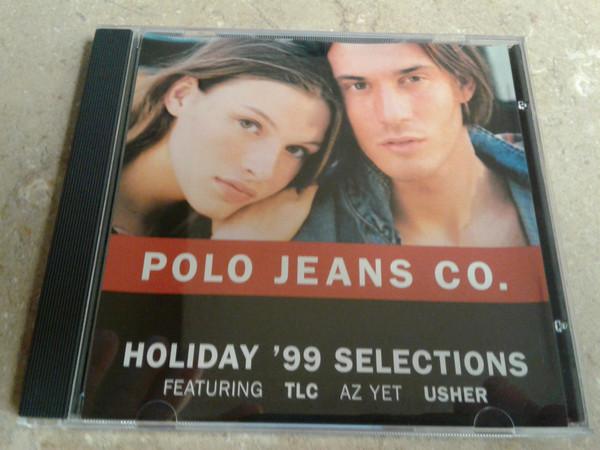 POLO JEANS CO.
HOLIDAY '99 SELECTIONS
FEATURING TLC AZ YET USHER